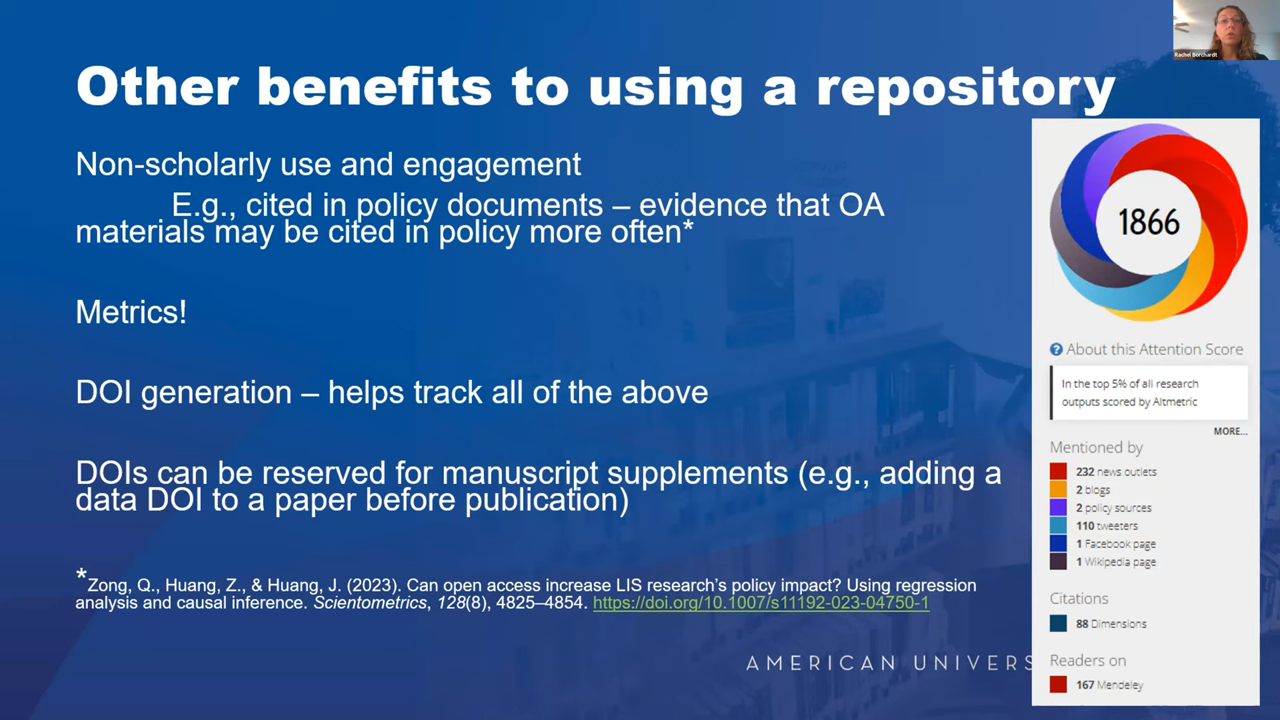 Rachel Borchardt
Other benefits to using a repository
Non-scholarly use and engagement
E.g., cited in policy documents – evidence that OA
materials may be cited in policy more often*
Metrics!
DOI generation – helps track all of the above
DOIs can be reserved for manuscript supplements (e.g., adding a
data DOI to a paper before publication)
*Zong, Q., Huang, Z., & Huang, J. (2023). Can open access increase LIS research's policy impact? Using regression
analysis and causal inference. Scientometrics, 128(8), 4825–4854. https://doi.org/10.1007/s11192-023-04750-1
AMERICAN UNIVERS
1866
? About this Attention Score
In the top 5% of all research
outputs scored by Altmetric
MORE...
Mentioned by
232 news outlets
2 blogs
2 policy sources
110 tweeters
1 Facebook page
1 Wikipedia page
Citations
88 Dimensions
Readers on
167 Mendeley